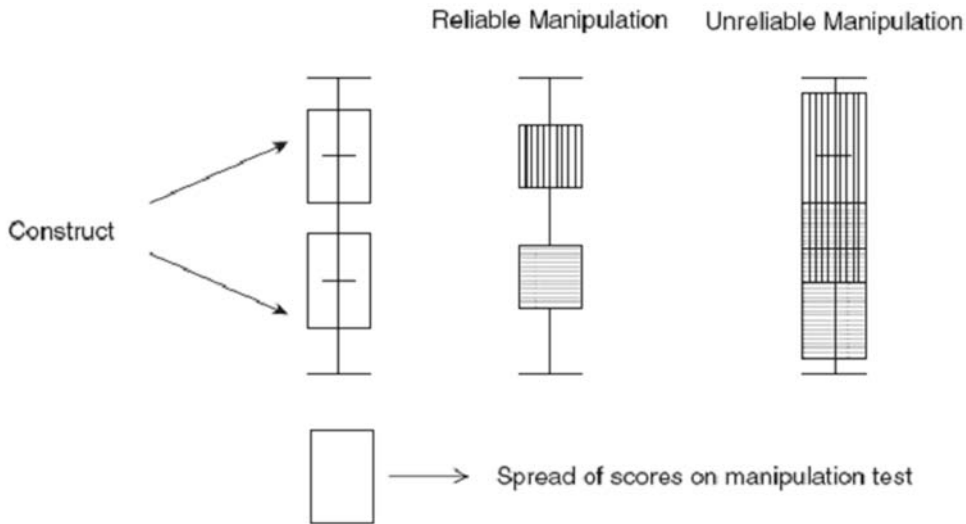 Reliable Manipulation
Unreliable Manipulation
Construct
Spread of scores on manipulation test